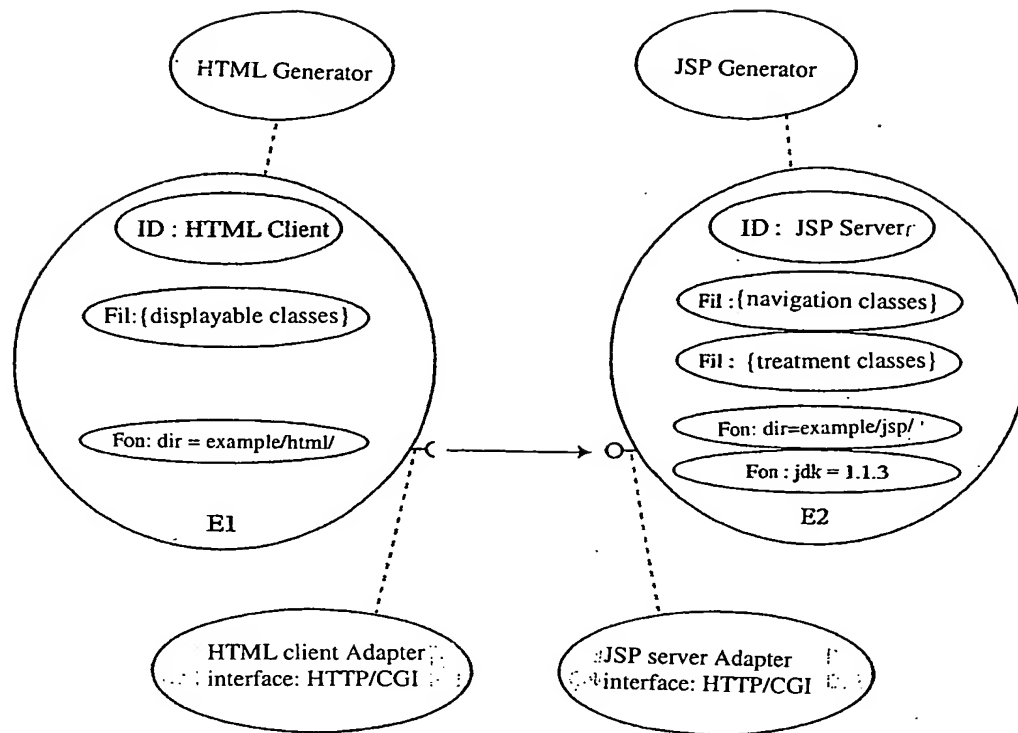 HTML Generator
JSP Generator
ID : HTML Client
ID : JSP Server
Fil:{displayable classes}
Fil :{navigation classes}
Fil : {treatment classes}
Fon: dir = example/html/
Fon: dir=example/jsp/
Fon : jdk = 1.1.3
E1
E2
HTML client Adapter
interface: HTTP/CGI
JSP server Adapter
interface: HTTP/CGI